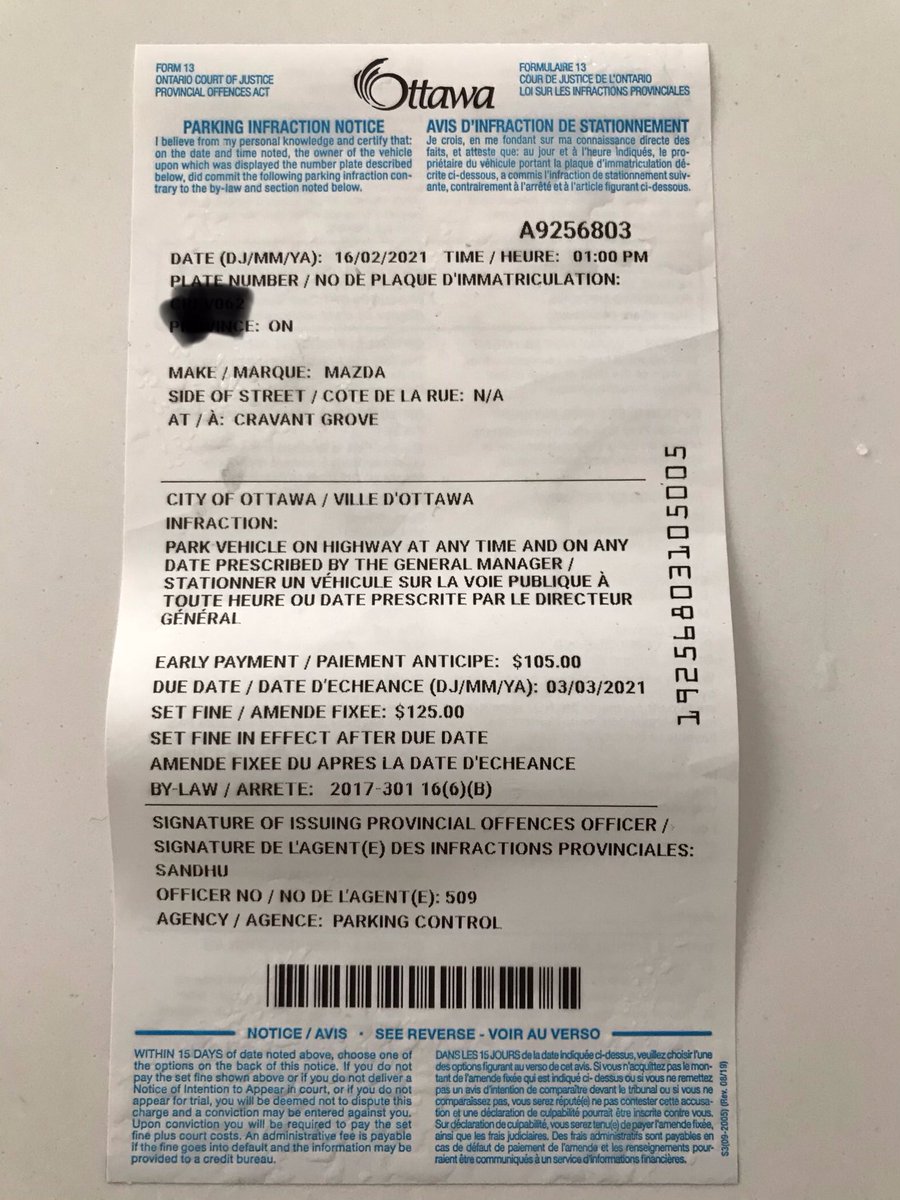 FORM 13
ONTARIO COURT OF JUSTICE
PROVINCIAL OFFENCES ACT
Ottawa
FORMULAIRE 13
COUR DE JUSTICE DE L'ONTARIO
LOI SUR LES INFRACTIONS PROVINCIALES
PARKING INFRACTION NOTICE
I believe from my personal knowledge and certify that:
on the date and time noted, the owner of the vehicle
upon which was displayed the number plate described
below, did commit the following parking infraction con-
trary to the by-law and section noted below.
AVIS D'INFRACTION DE STATIONNEMENT
Je crois, en me fondant sur ma connaissance directe des
faits, et atteste que: au jour et à l'heure indiqués, le pro-
priétaire du véhicule portant la plaque d'immatriculation dé-
crite ci-dessous, a commis l'infraction de stationnement suiv-
ante, contrairement à l'arrêté et à l'article figurant ci-dessous.
A9256803
DATE (DJ/MM/YA): 16/02/2021 TIME / HEURE: 01:00 PM
PLATE NUMBER / NO DE PLAQUE D'IMMATRICULATION:
ON
MAKE / MARQUE: MAZDA
SIDE OF STREET / COTE DE LA RUE: N/A
AT / À: CRAVANT GROVE
CITY OF OTTAWA / VILLE D'OTTAWA
INFRACTION:
PARK VEHICLE ON HIGHWAY AT ANY TIME AND ON ANY
DATE PRESCRIBED BY THE GENERAL MANAGER /
STATIONNER UN VÉHICULE SUR LA VOIE PUBLIQUE À
TOUTE HEURE OU DATE PRESCRITE PAR LE DIRECTEUR
GÉNÉRAL
EARLY PAYMENT / PAIEMENT ANTICIPE: $105.00
DUE DATE / DATE D'ECHEANCE (DJ/MM/YA): 03/03/2021
SET FINE / AMENDE FIXEE: $125.00
SET FINE IN EFFECT AFTER DUE DATE
AMENDE FIXEE DU APRES LA DATE D'ECHEANCE
BY-LAW / ARRETE: 2017-301 16(6)(B)
19256803105005
SIGNATURE OF ISSUING PROVINCIAL OFFENCES OFFICER /
SIGNATURE DE L'AGENT(E) DES INFRACTIONS PROVINCIALES:
SANDHU
OFFICER NO / NO DE L'AGENT(E): 509
AGENCY / AGENCE: PARKING CONTROL
NOTICE / AVIS · SEE REVERSE - VOIR AU VERSO
WITHIN 15 DAYS of date noted above, choose one of
the options on the back of this notice. If you do not
pay the set fine shown above or if you do not deliver a
Notice of Intention to Appear in court, or if you do not
appear for trial, you will be deemed not to dispute this
charge and a conviction may be entered against you.
Upon conviction you will be required to pay the set
fine plus court costs. An administrative fee is payable
if the fine goes into default and the information may be
provided to a credit bureau.
DANS LES 15 JOURS de la date indiquée ci-dessus, veuillez choisir l'une
des options figurant au verso de cet avis. Si vous n'acquittez pas le mon-
tant de l'amende fixée qui est indiqué ci- dessus ou si vous ne remettez
pas un avis d'intention de comparaître devant le tribunal ou si vous ne
comparaissez pas, vous serez réputé(e) ne pas contester cette accusa-
tion et une déclaration de culpabilité pourrait être inscrite contre vous.
Sur déclaration de culpabilité, vous serez tenu(e) de payer l'amende fixée,
ainsi que les frais judiciaires. Des frais administratifs sont payables en
cas de défaut de paiement de l'amende et les renseignements pour-
raient être communiqués à un service d'informations financières.
S3(09-2005) (Rev 08/19)